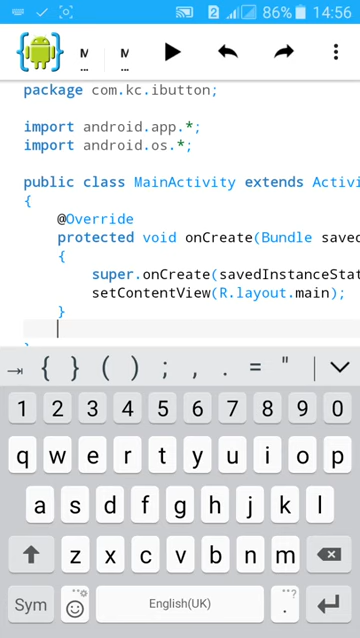 2 86% 14:56
M M
... ...
package com.kc.ibutton;
import android.app.*;
import android.os.*;
public class MainActivity extends Activi
{
@Override
protected void onCreate(Bundle saved
{
super.onCreate(savedInstanceStat
setContentView(R.layout.main);
}
}
{ } ( ) ; , . = " |
1 2 3 4 5 6 7 8 9 0
q w e r t y u i o p
a s d f g h j k l
z x c v b n m
Sym English(UK) . ..?